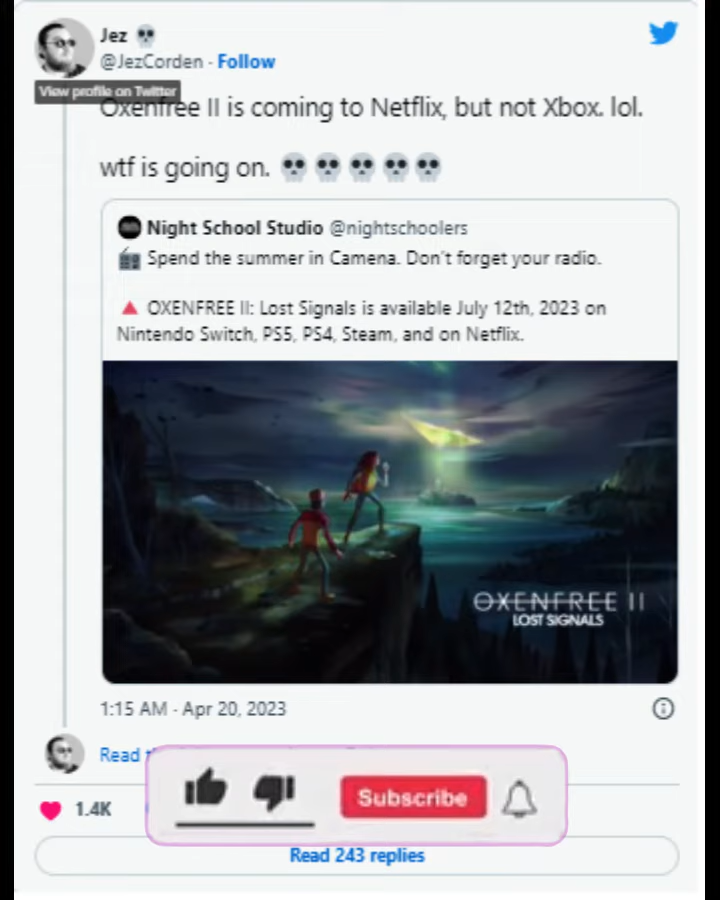 Jez 💀
@JezCorden · Follow
View profile on Twitter
Oxenfree II is coming to Netflix, but not Xbox. lol.
wtf is going on. 💀💀💀💀💀
Night School Studio @nightschoolers
📻 Spend the summer in Camena. Don't forget your radio.
🔺 OXENFREE II: Lost Signals is available July 12th, 2023 on
Nintendo Switch, PS5, PS4, Steam, and on Netflix.
OXENFREE II
LOST SIGNALS
1:15 AM · Apr 20, 2023
Read
1.4K
Subscribe
Read 243 replies